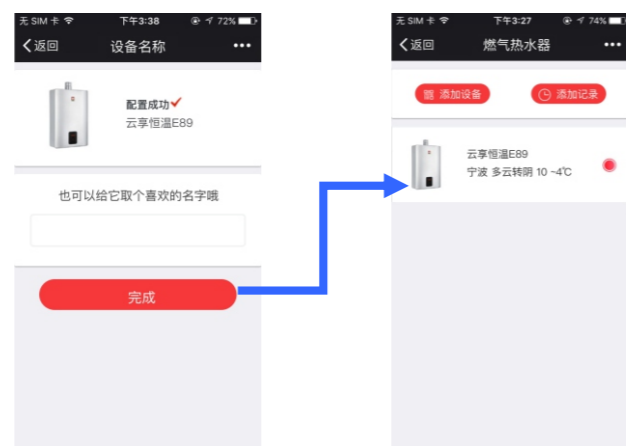 无 SIM 卡 下午3:38 72%
返回 设备名称
配置成功
云享恒温E89
也可以给它取个喜欢的名字哦
完成
无 SIM 卡 下午3:27 74%
返回 燃气热水器
添加设备 添加记录
云享恒温E89
宁波 多云转阴 10 ~4℃